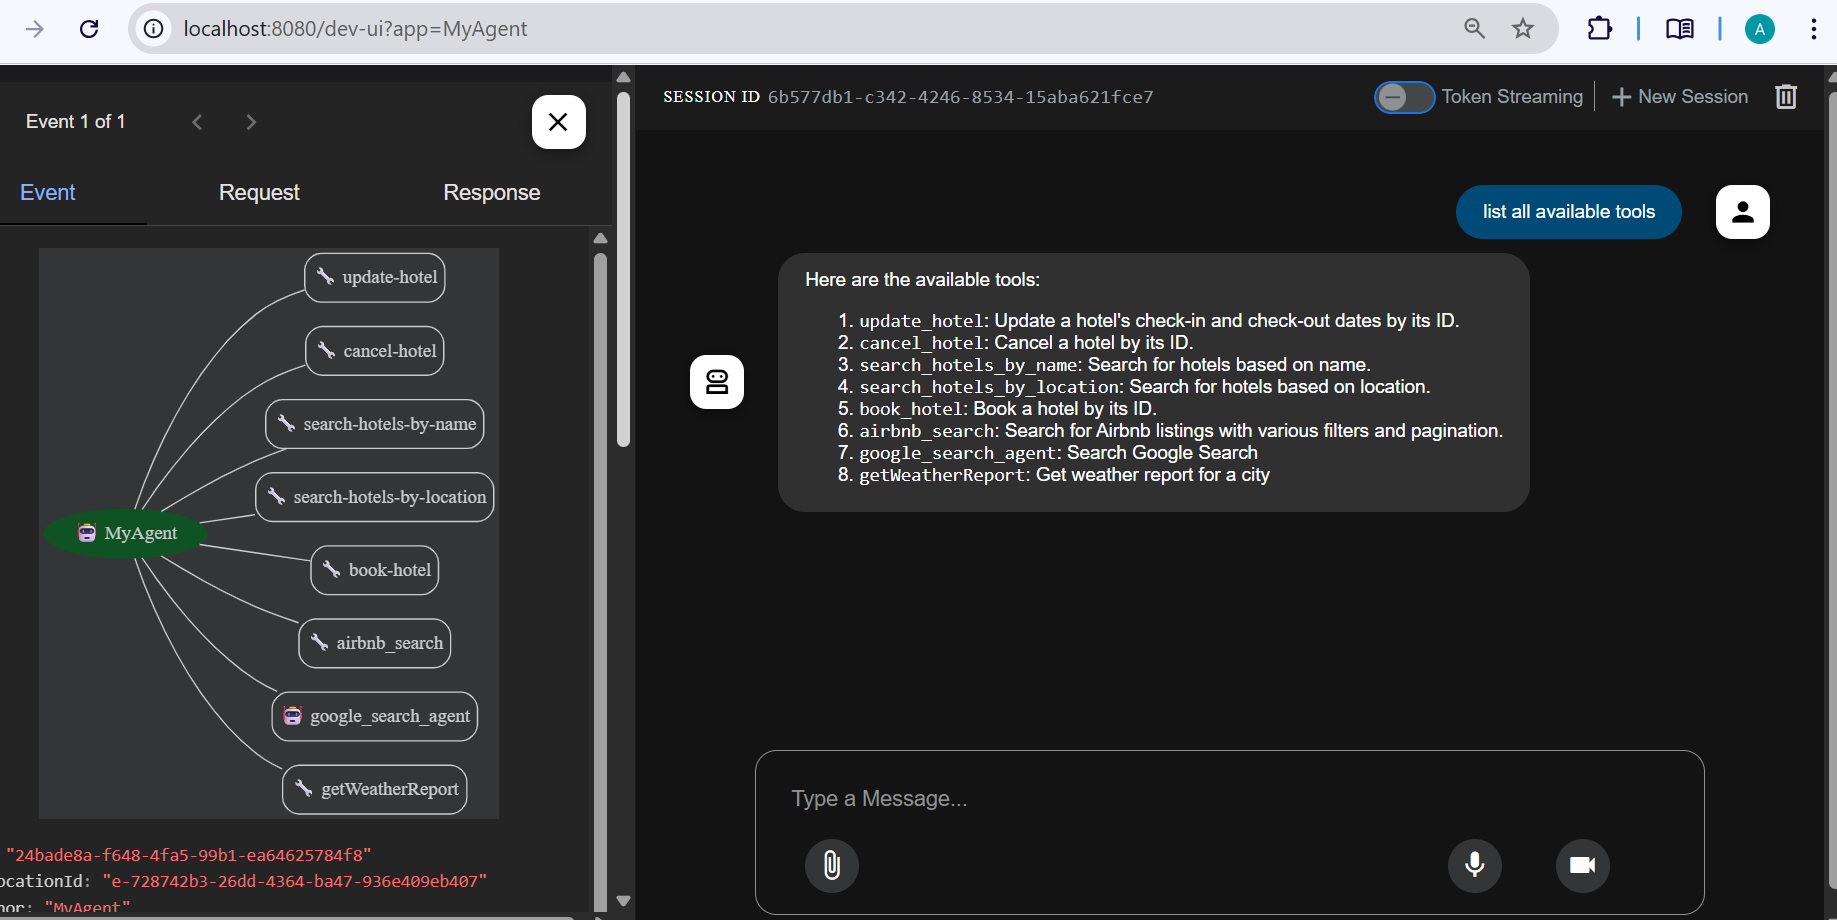 localhost:8080/dev-ui?app=MyAgent
A
Event 1 of 1
Event
Request
Response
update-hotel
cancel-hotel
search-hotels-by-name
search-hotels-by-location
MyAgent
book-hotel
airbnb_search
google_search_agent
getWeatherReport
"24bade8a-f648-4fa5-99b1-ea64625784f8"
ocationId: "e-728742b3-26dd-4364-ba47-936e409eb407"
hor: "MyAgent"
SESSION ID 6b577db1-c342-4246-8534-15aba621fce7
Token Streaming
New Session
list all available tools
Here are the available tools:
1. update_hotel: Update a hotel's check-in and check-out dates by its ID.
2. cancel_hotel: Cancel a hotel by its ID.
3. search_hotels_by_name: Search for hotels based on name.
4. search_hotels_by_location: Search for hotels based on location.
5. book_hotel: Book a hotel by its ID.
6. airbnb_search: Search for Airbnb listings with various filters and pagination.
7. google_search_agent: Search Google Search
8. getWeatherReport: Get weather report for a city
Type a Message...